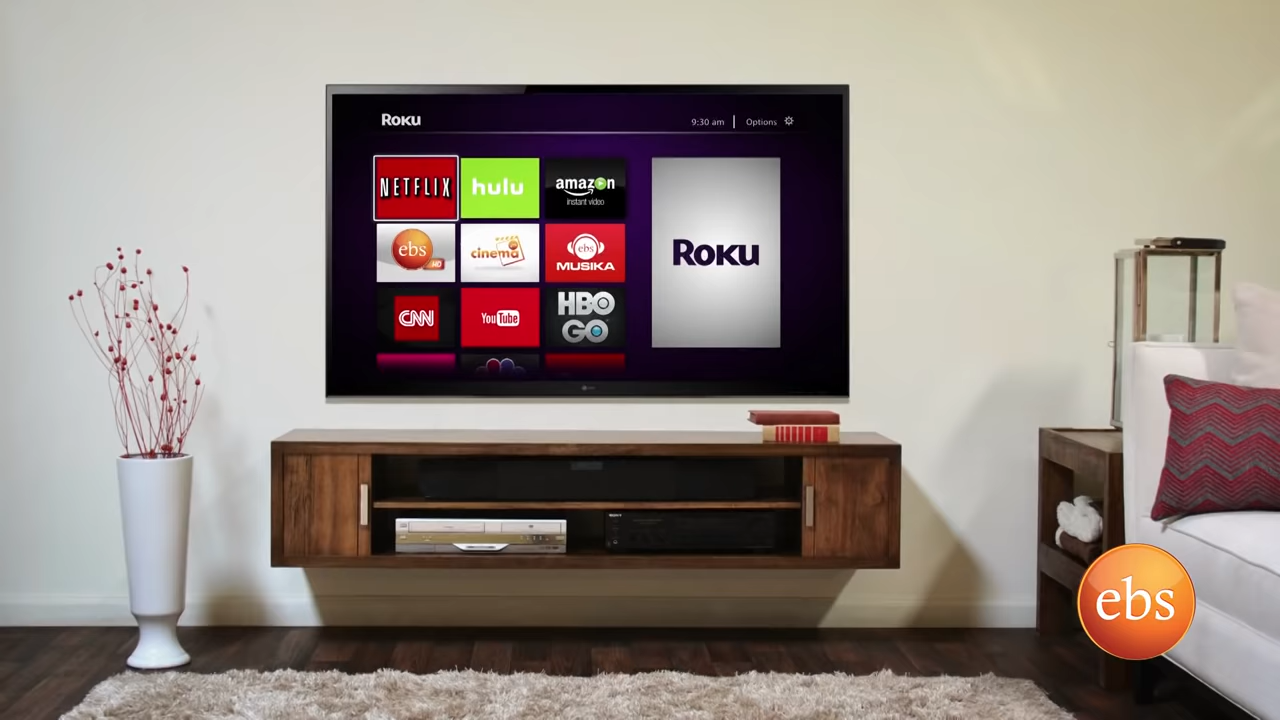 Roku
9:30 am
Options
NETFLIX
hulu
amazon
instant video
ebs
HD
cinema
ebs
MUSIKA
Roku
CNN
YouTube
HBO
GO
SONY
ebs